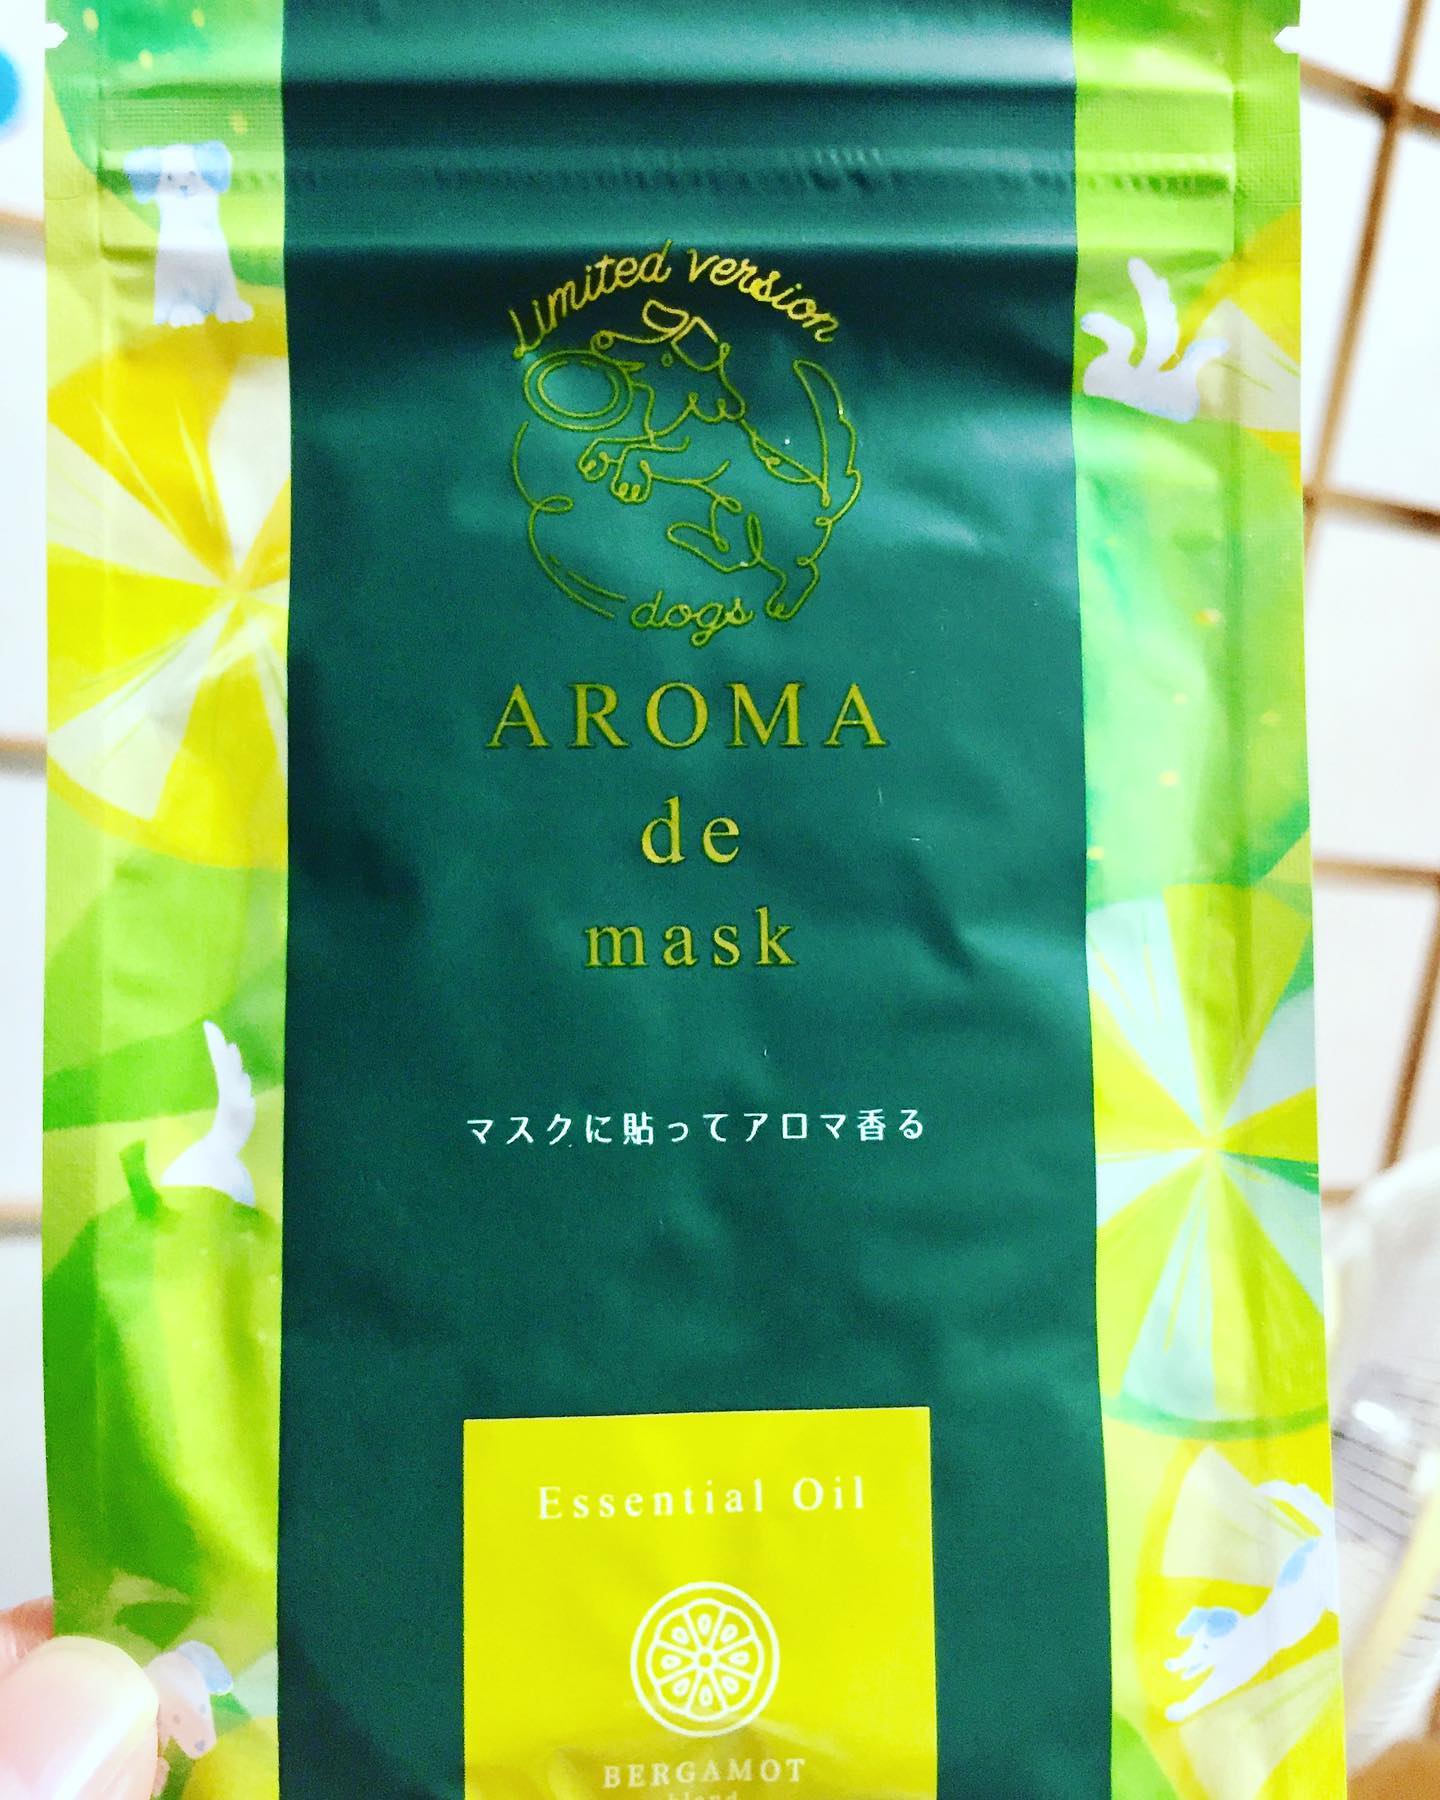 Limited version
dogs
AROMA
de
mask
マスクに貼ってアロマ香る
Essential Oil
BERGAMOT
blend